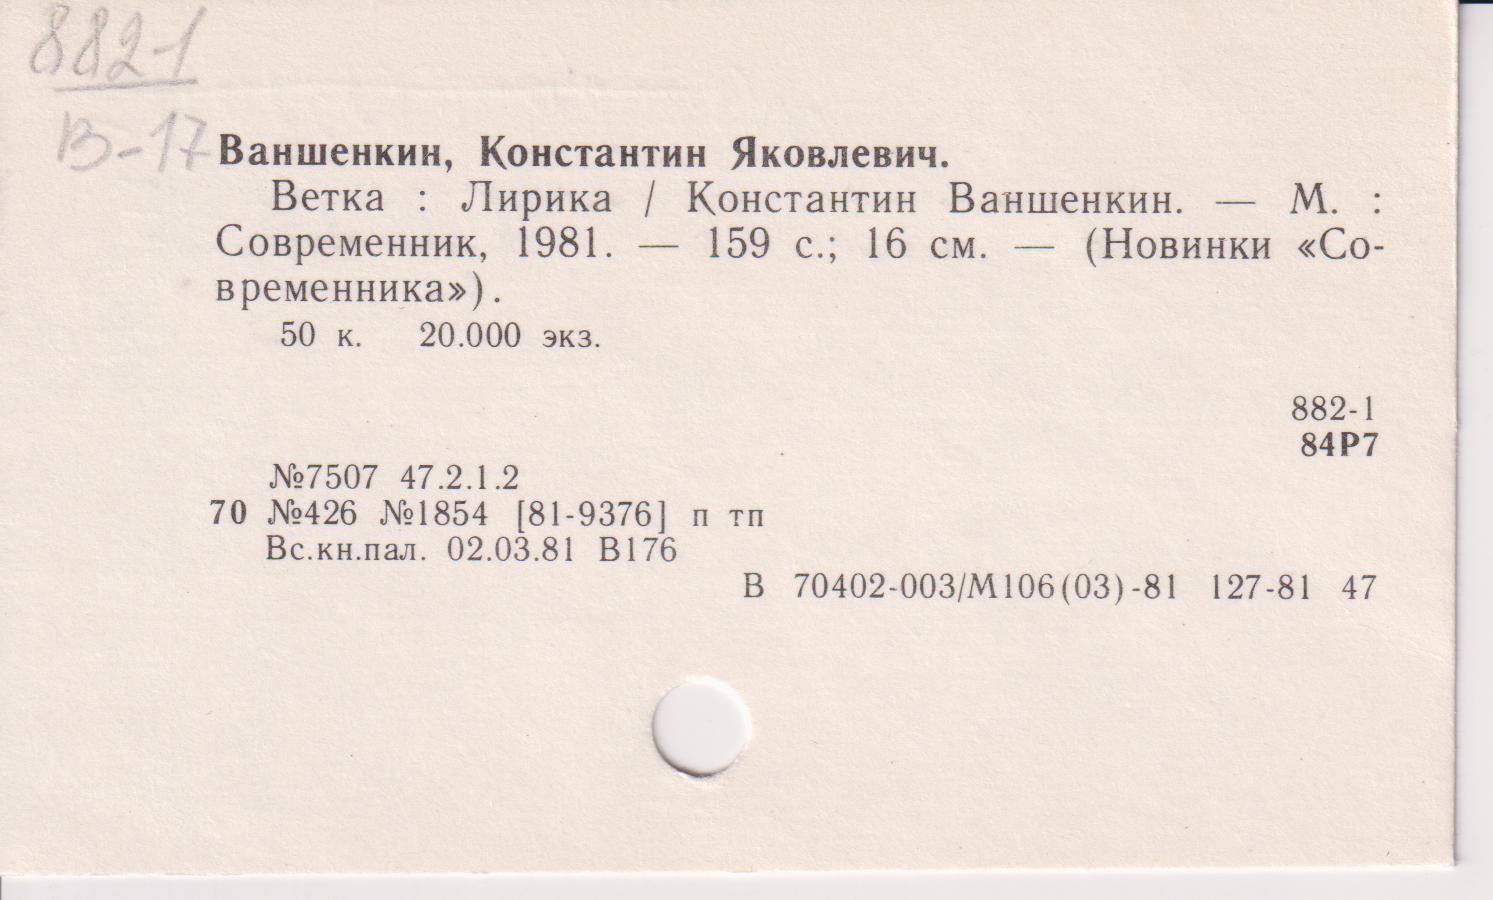 882-1
В-17
Ваншенкин, Константин Яковлевич.
Ветка : Лирика / Константин Ваншенкин. — М. :
Современник, 1981. — 159 с.; 16 см. — (Новинки «Со-
временника»).
50 к. 20.000 экз.
882-1
84Р7
№7507 47.2.1.2
70 №426 №1854 [81-9376] п тп
Вс.кн.пал. 02.03.81 В176
В 70402-003/М106(03)-81 127-81 47